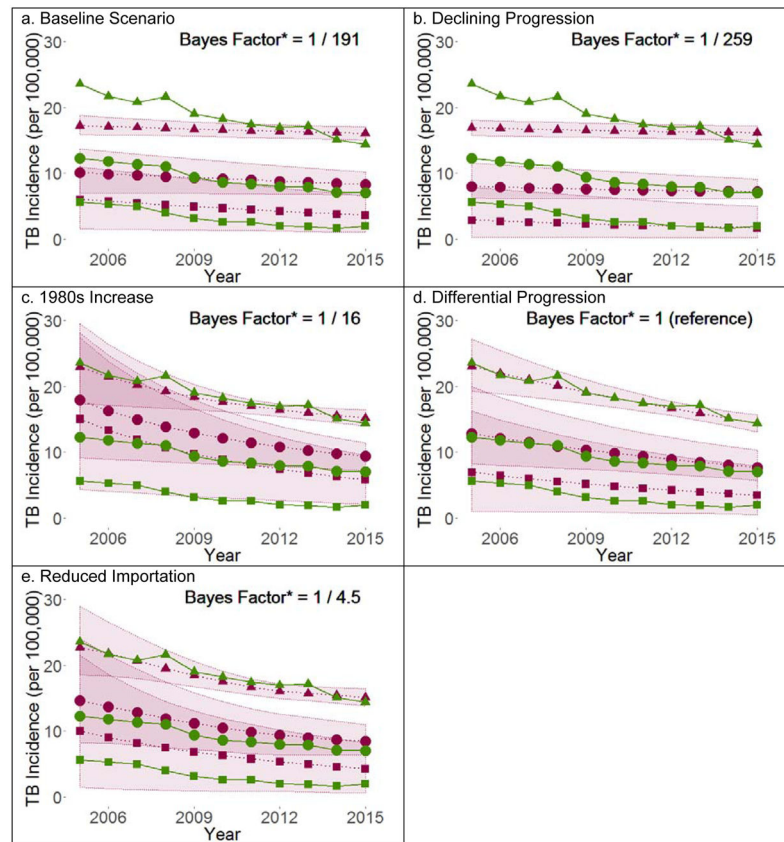 a. Baseline Scenario
Bayes Factor* = 1 / 191
TB Incidence (per 100,000)
30
20
10
0
2006 2009 2012 2015
Year
b. Declining Progression
Bayes Factor* = 1 / 259
TB Incidence (per 100,000)
30
20
10
0
2006 2009 2012 2015
Year
c. 1980s Increase
Bayes Factor* = 1 / 16
TB Incidence (per 100,000)
30
20
10
0
2006 2009 2012 2015
Year
d. Differential Progression
Bayes Factor* = 1 (reference)
TB Incidence (per 100,000)
30
20
10
0
2006 2009 2012 2015
Year
e. Reduced Importation
Bayes Factor* = 1 / 4.5
TB Incidence (per 100,000)
30
20
10
0
2006 2009 2012 2015
Year